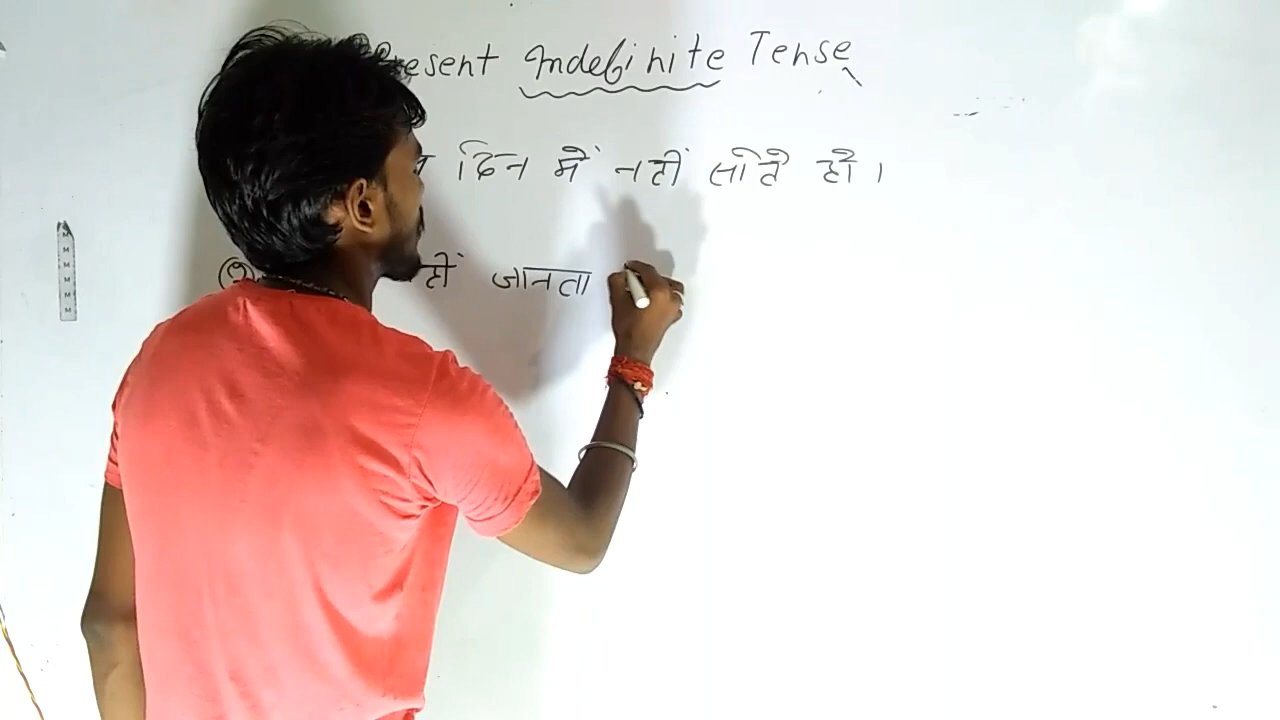 Present Indefinite Tense
दिन में नहीं सोते हो ।
जानता